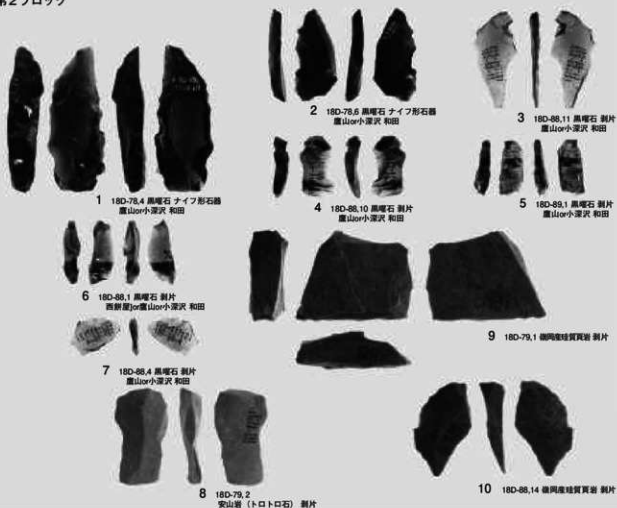 第2ブロック
1 18D-78,4 黒曜石 ナイフ形石器
鷹山or小深沢 和田
2 18D-78,6 黒曜石 ナイフ形石器
鷹山or小深沢 和田
3 18D-88,11 黒曜石 剥片
鷹山or小深沢 和田
4 18D-88,10 黒曜石 剥片
鷹山or小深沢 和田
5 18D-89,1 黒曜石 剥片
鷹山or小深沢 和田
6 18D-88,1 黒曜石 剥片
西餅屋]or鷹山or小深沢 和田
7 18D-88,4 黒曜石 剥片
鷹山or小深沢 和田
8 18D-79, 2
安山岩（トロトロ石） 剥片
9 18D-79,1 磯岡産珪質頁岩 剥片
10 18D-88,14 磯岡産珪質頁岩 剥片